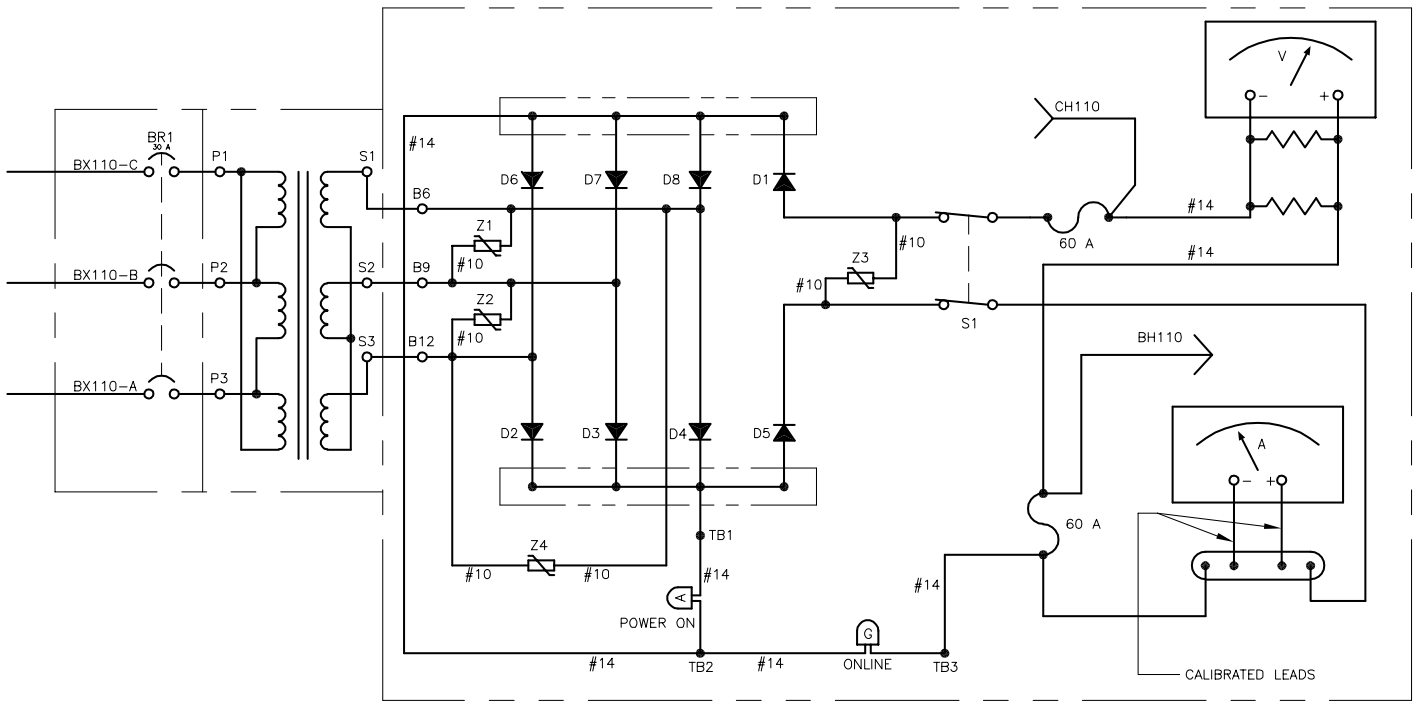 V
CH110
− +
BR1
30 A
P1
S1
#14
BX110-C
D6
D7
D8
D1
B6
#14
Z1
#10
60 A
#14
#10
Z3
P2
S2
B9
BX110-B
#10
Z2
S1
#10
P3
S3
B12
BH110
BX110-A
D2
D3
D4
D5
A
− +
60 A
TB1
Z4
#10
#10
#14
#14
A
POWER ON
G
#14
TB2
#14
ONLINE
TB3
CALIBRATED LEADS